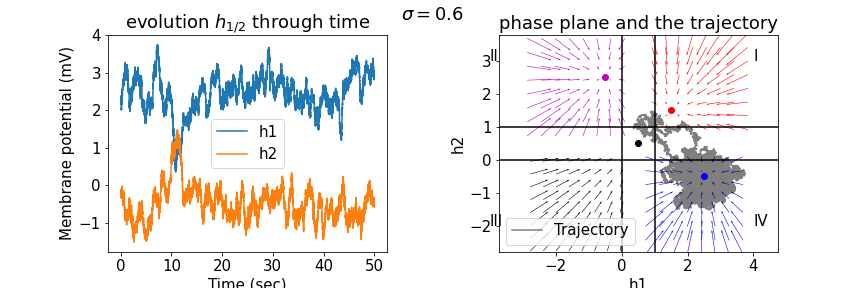 σ = 0.6
evolution h1/2 through time
Membrane potential (mV)
4
3
2
1
0
−1
0 10 20 30 40 50
Time (sec)
h1
h2
phase plane and the trajectory
h2
3
2
1
0
−1
−2
−2 0 2 4
h1
II
I
III
IV
Trajectory